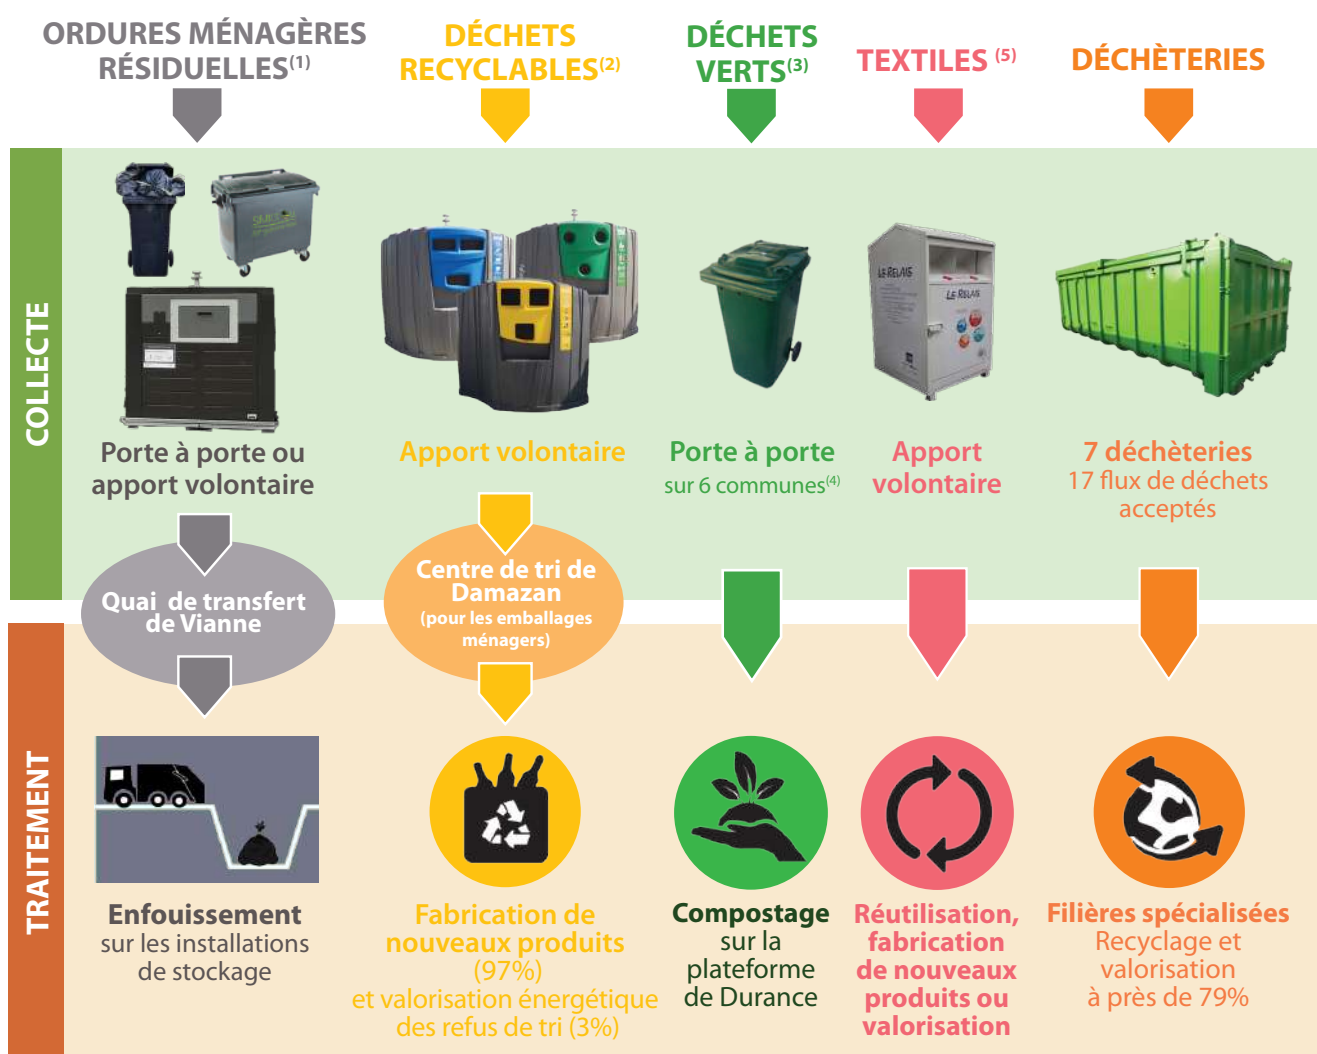 ORDURES MÉNAGÈRES
RÉSIDUELLES(1)
DÉCHETS
RECYCLABLES(2)
DÉCHETS
VERTS(3)
TEXTILES (5)
DÉCHÈTERIES
COLLECTE
LE RELAIS
LE RELAIS
Porte à porte ou
apport volontaire
Apport volontaire
Porte à porte
sur 6 communes(4)
Apport
volontaire
7 déchèteries
17 flux de déchets
acceptés
Quai de transfert
de Vianne
Centre de tri de
Damazan
(pour les emballages
ménagers)
TRAITEMENT
Enfouissement
sur les installations
de stockage
Fabrication de
nouveaux produits
(97%)
et valorisation énergétique
des refus de tri (3%)
Compostage
sur la
plateforme
de Durance
Réutilisation,
fabrication
de nouveaux
produits ou
valorisation
Filières spécialisées
Recyclage et
valorisation
à près de 79%